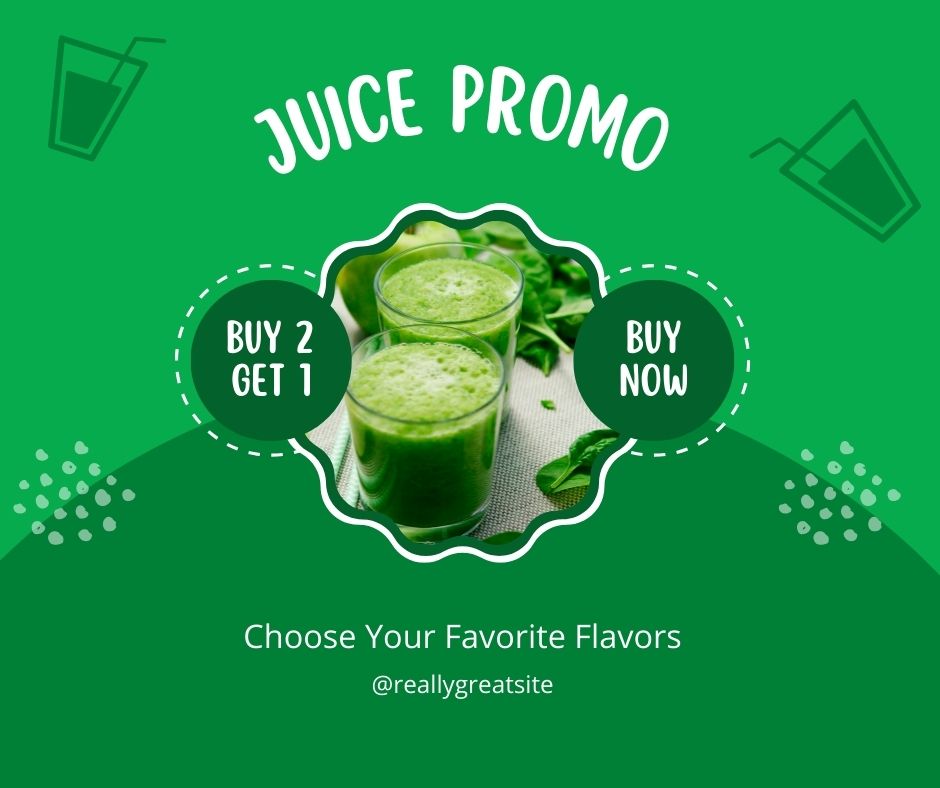 JUICE PROMO
BUY 2
GET 1
BUY
NOW
Choose Your Favorite Flavors
@reallygreatsite